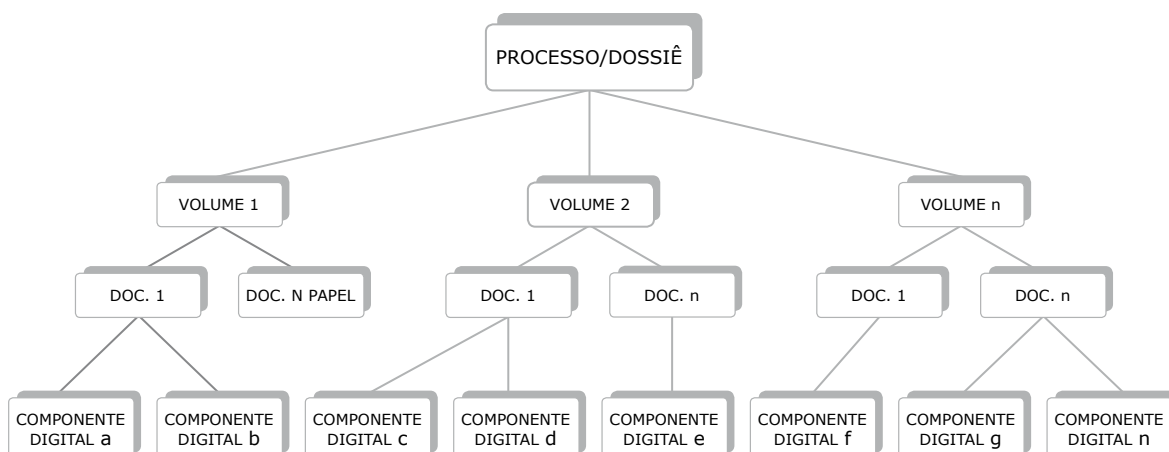 PROCESSO/DOSSIÊ
VOLUME 1
VOLUME 2
VOLUME n
DOC. 1
DOC. N PAPEL
DOC. 1
DOC. n
DOC. 1
DOC. n
COMPONENTE
DIGITAL a
COMPONENTE
DIGITAL b
COMPONENTE
DIGITAL c
COMPONENTE
DIGITAL d
COMPONENTE
DIGITAL e
COMPONENTE
DIGITAL f
COMPONENTE
DIGITAL g
COMPONENTE
DIGITAL n